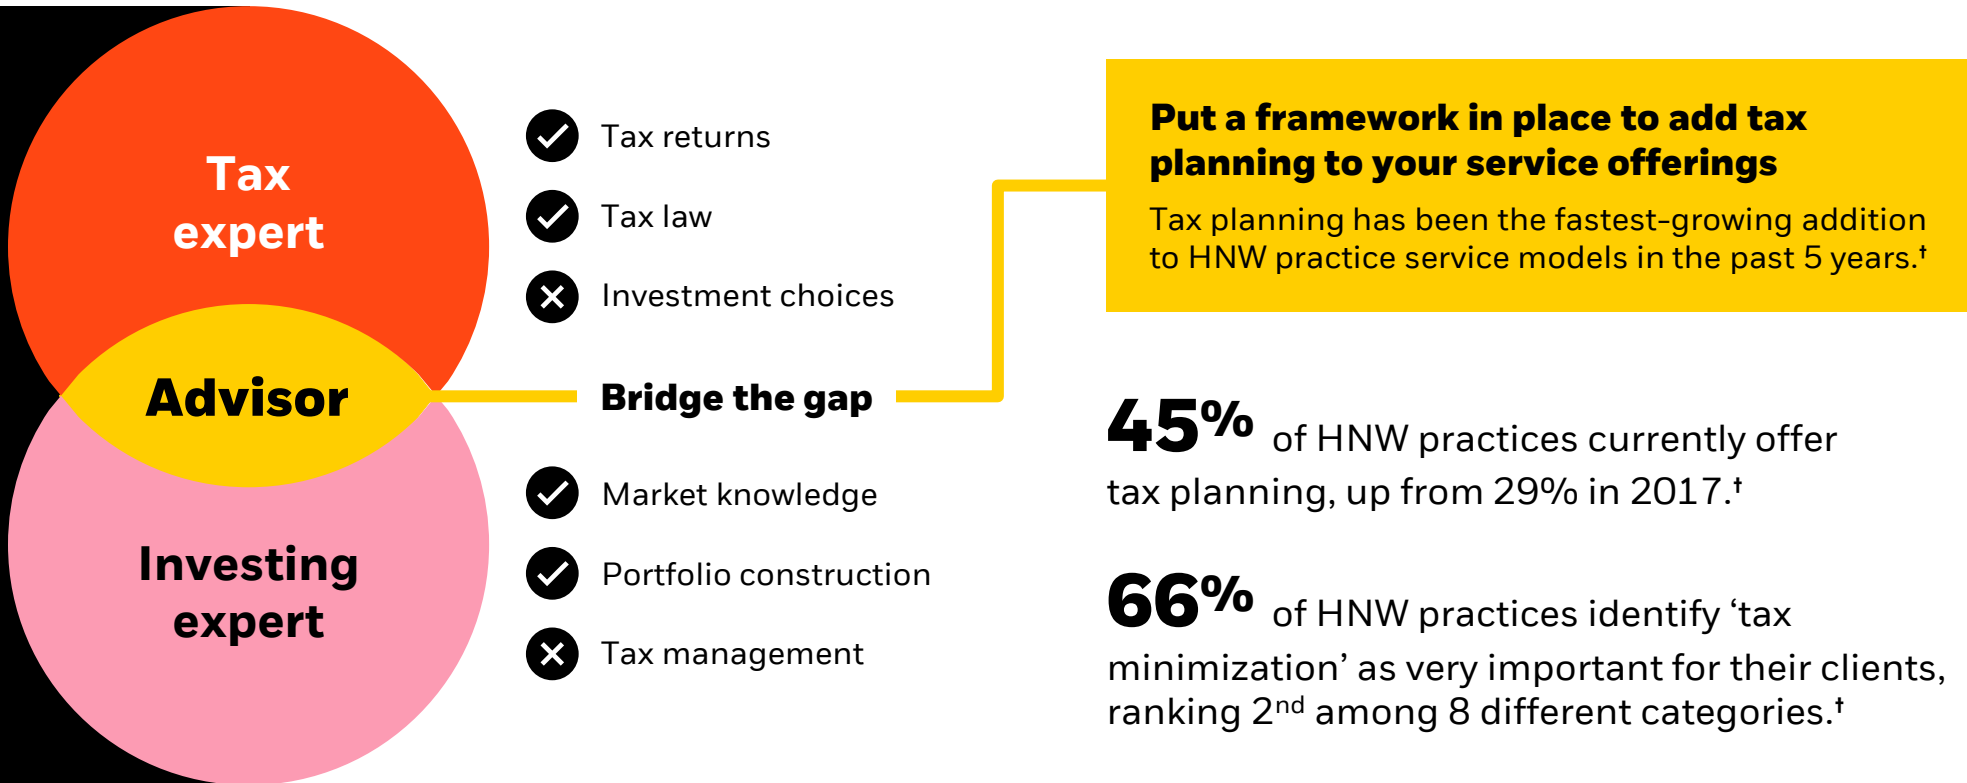 Tax
expert
Advisor
Investing
expert
Tax returns
Tax law
Investment choices
Bridge the gap
Market knowledge
Portfolio construction
Tax management
Put a framework in place to add tax
planning to your service offerings
Tax planning has been the fastest-growing addition
to HNW practice service models in the past 5 years.†
45% of HNW practices currently offer
tax planning, up from 29% in 2017.†
66% of HNW practices identify ‘tax
minimization’ as very important for their clients,
ranking 2nd among 8 different categories.†